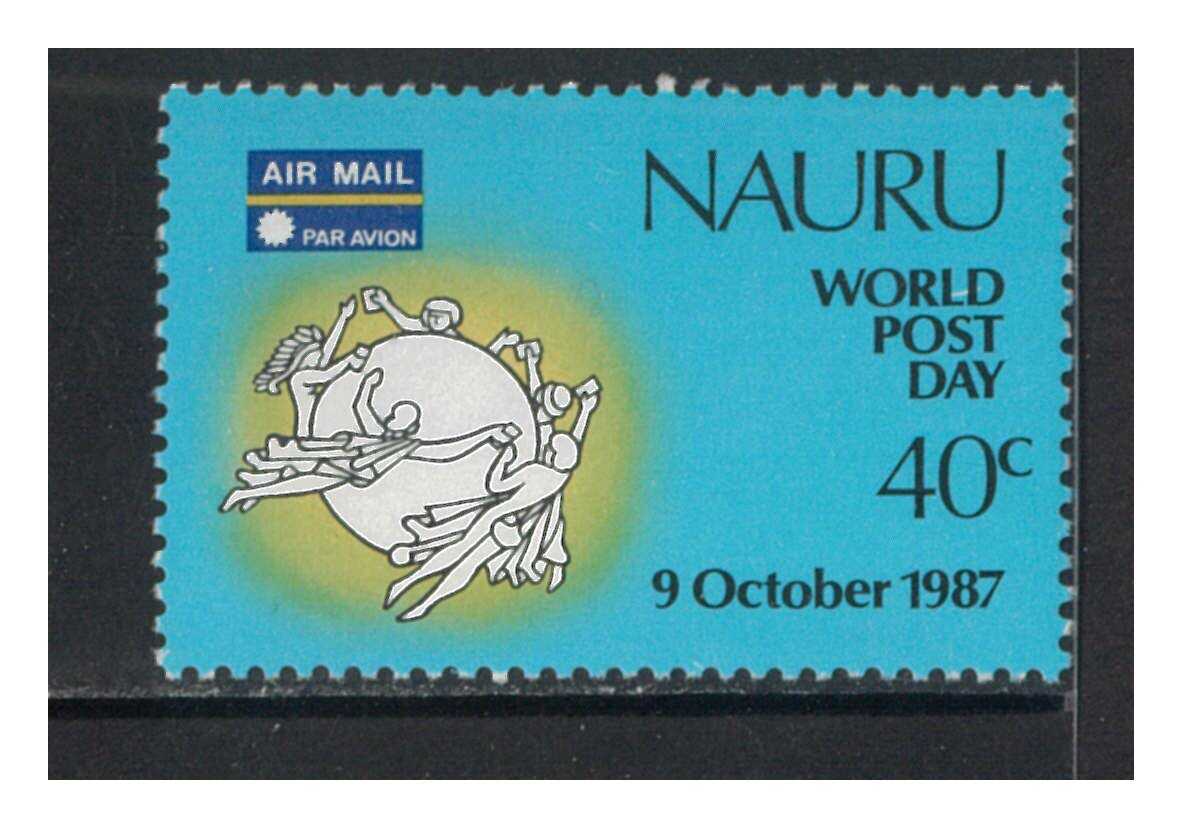 AIR MAIL
PAR AVION
NAURU
WORLD
POST
DAY
40c
9 October 1987